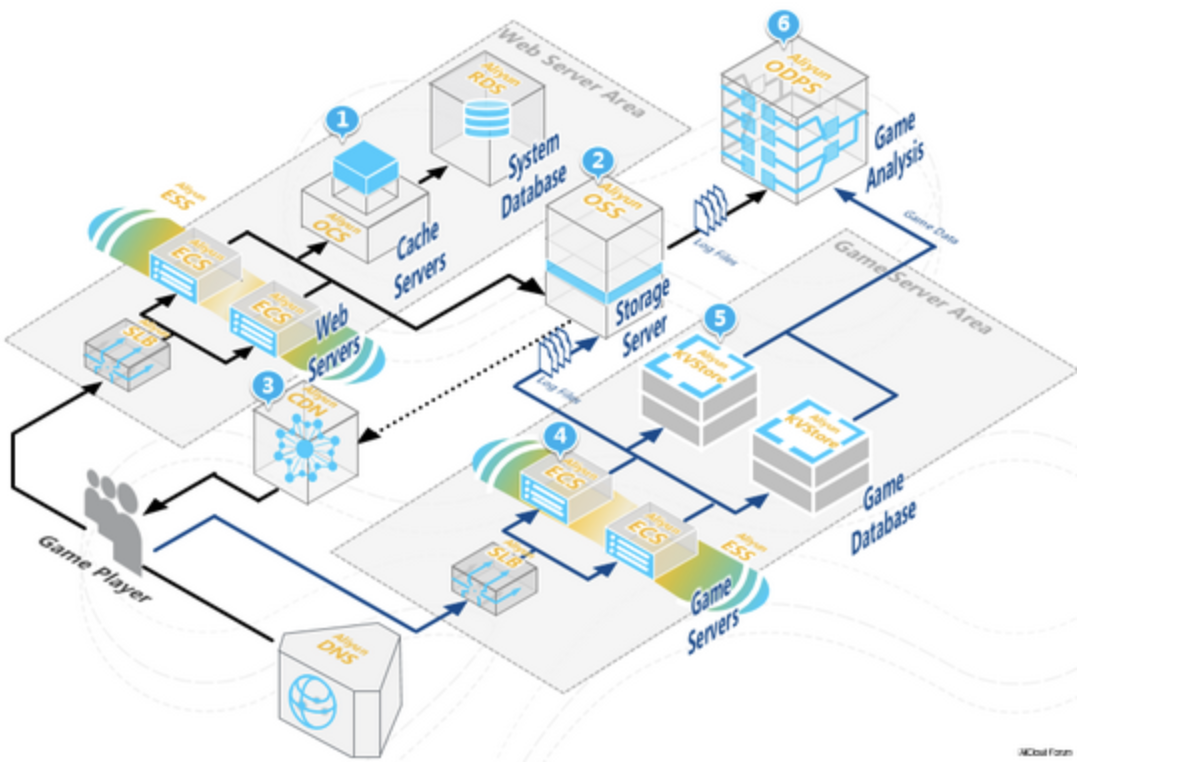 6
Aliyun
ODPS
Web Server Area
Aliyun
RDS
1
System
Database
2
Aliyun
OSS
Game
Analysis
Aliyun
ESS
Aliyun
OCS
Cache
Servers
Log Files
Game Data
Game Server Area
Aliyun
ECS
Aliyun
ECS
Web
Servers
Storage
Server
5
Aliyun
KVStore
SLB
3
Aliyun
CDN
Log Files
Aliyun
KVStore
4
Aliyun
ECS
Game
Database
Aliyun
ECS
Aliyun
ESS
Game Player
SLB
Game
Servers
Aliyun
DNS
AliCloud Forum